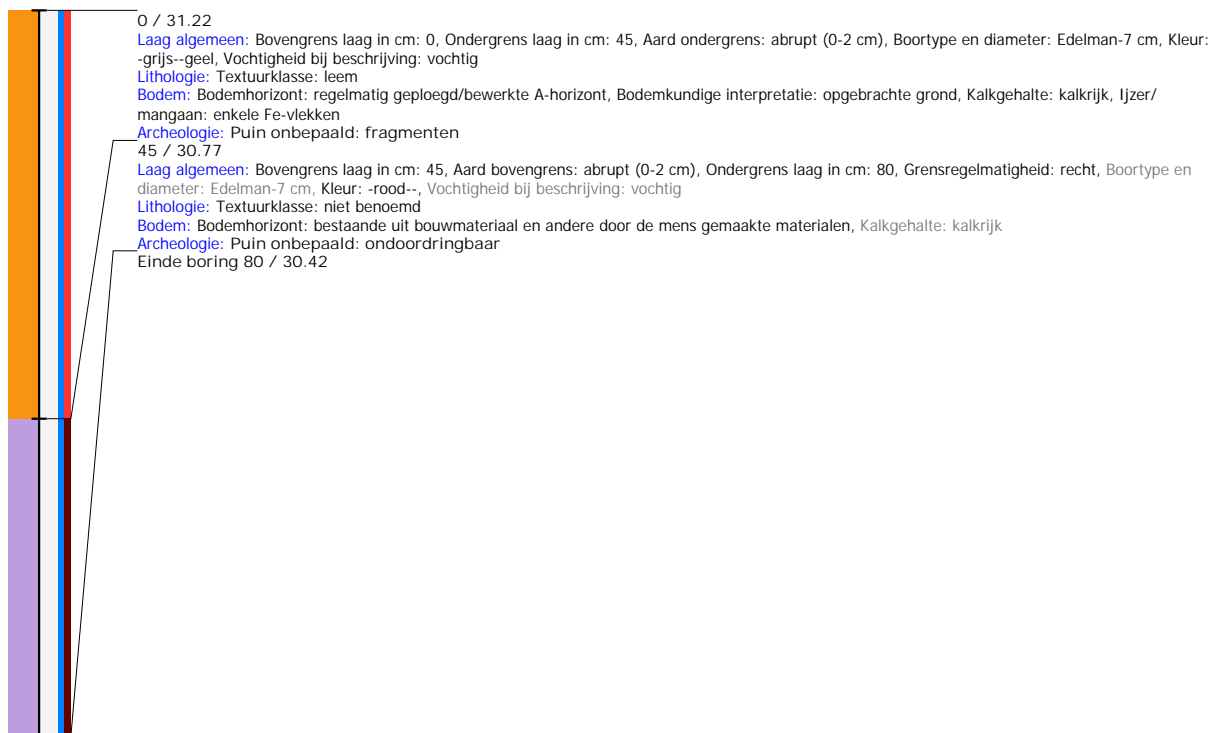 0 / 31.22
Laag algemeen: Bovengrens laag in cm: 0, Ondergrens laag in cm: 45, Aard ondergrens: abrupt (0-2 cm), Boortype en diameter: Edelman-7 cm, Kleur:
-grijs--geel, Vochtigheid bij beschrijving: vochtig
Lithologie: Textuurklasse: leem
Bodem: Bodemhorizont: regelmatig geploegd/bewerkte A-horizont, Bodemkundige interpretatie: opgebrachte grond, Kalkgehalte: kalkrijk, Ijzer/
mangaan: enkele Fe-vlekken
Archeologie: Puin onbepaald: fragmenten
45 / 30.77
Laag algemeen: Bovengrens laag in cm: 45, Aard bovengrens: abrupt (0-2 cm), Ondergrens laag in cm: 80, Grensregelmatigheid: recht, Boortype en
diameter: Edelman-7 cm, Kleur: -rood--, Vochtigheid bij beschrijving: vochtig
Lithologie: Textuurklasse: niet benoemd
Bodem: Bodemhorizont: bestaande uit bouwmateriaal en andere door de mens gemaakte materialen, Kalkgehalte: kalkrijk
Archeologie: Puin onbepaald: ondoordringbaar
Einde boring 80 / 30.42